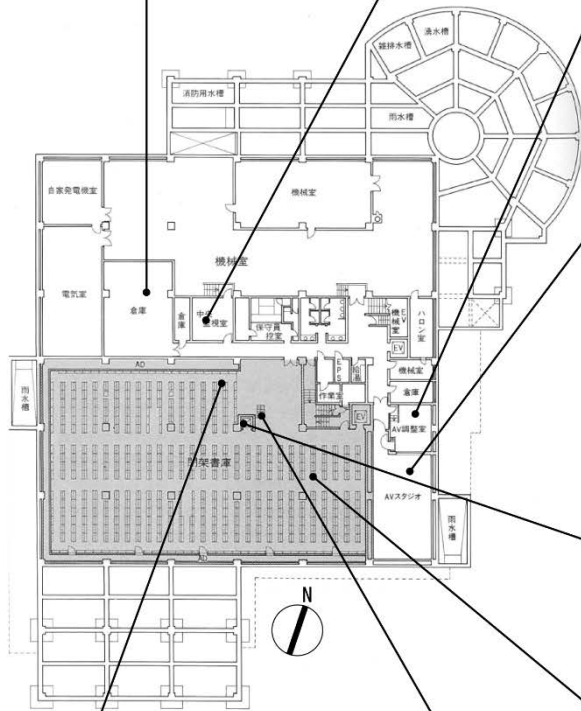 雑排水槽
湧水槽
消防用水槽
雨水槽
自家発電機室
機械室
機械室
電気室
倉庫
倉庫
中央
監視室
保守員
控室
EV
機械室
ハロン室
EV
AD
EPS
機械室
倉庫
作業室
EV
AV調整室
雨水槽
閉架書庫
AVスタジオ
雨水槽
AD
N